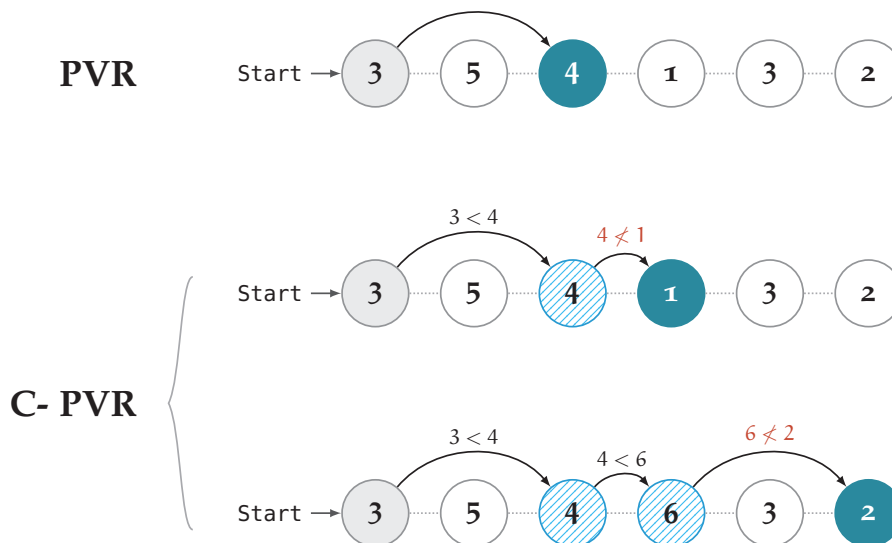 PVR Start 3 5 4 1 3 2
3 < 4 4 ≮ 1
Start 3 5 4 1 3 2
C- PVR
3 < 4 4 < 6 6 ≮ 2
Start 3 5 4 6 3 2